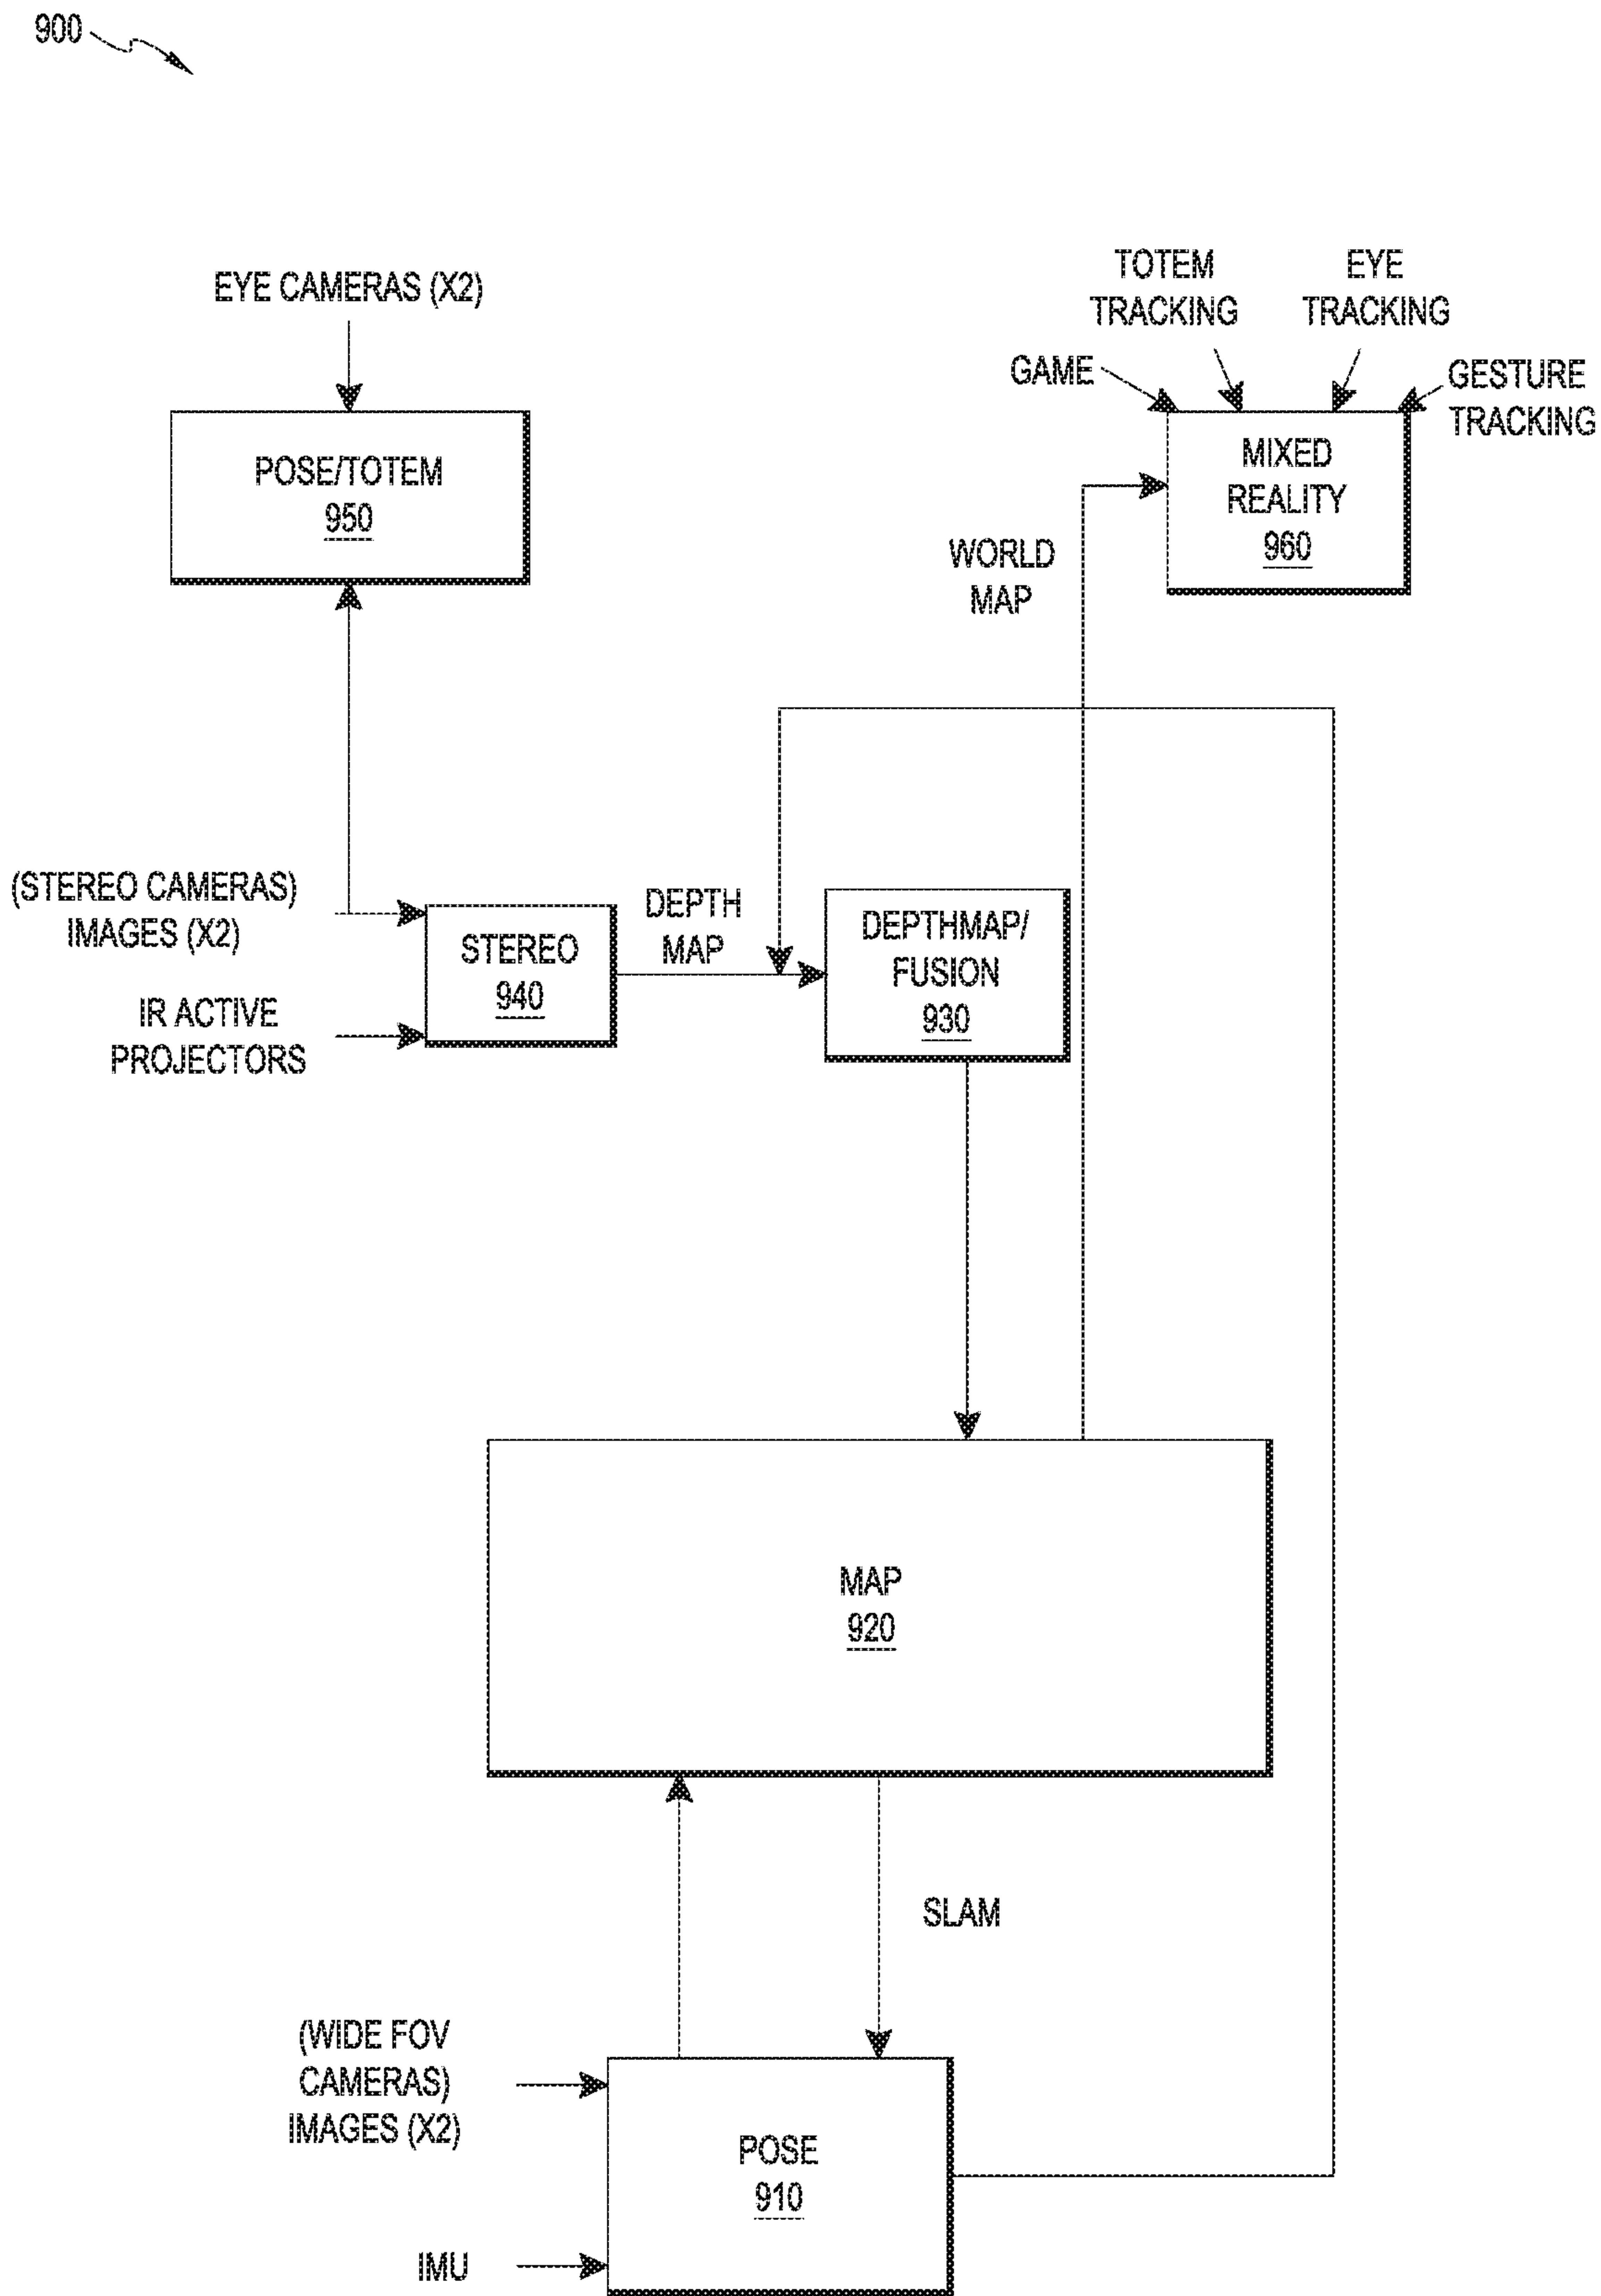 900
EYE CAMERAS (X2)
POSE/TOTEM
950
TOTEM
TRACKING
EYE
TRACKING
GAME
GESTURE
TRACKING
MIXED
REALITY
960
WORLD
MAP
(STEREO CAMERAS)
IMAGES (X2)
IR ACTIVE
PROJECTORS
STEREO
940
DEPTH
MAP
DEPTHMAP/
FUSION
930
MAP
920
SLAM
(WIDE FOV
CAMERAS)
IMAGES (X2)
POSE
910
IMU